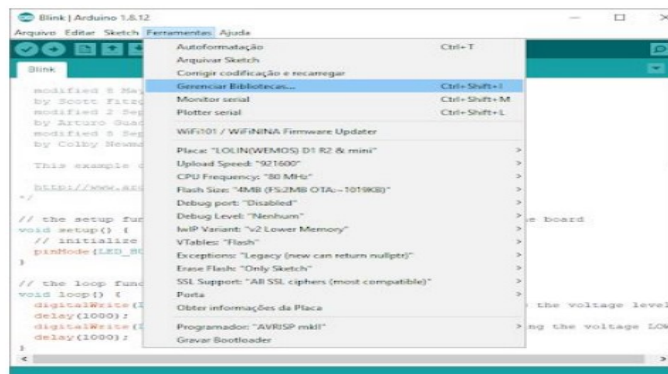 Blink | Arduino 1.8.12
Arquivo Editar Sketch Ferramentas Ajuda
Blink
Autoformatação Ctrl+T
Arquivar Sketch
Corrigir codificação e recarregar
Gerenciar Bibliotecas... Ctrl+Shift+I
Monitor serial Ctrl+Shift+M
Plotter serial Ctrl+Shift+L
WiFi101 / WiFiNINA Firmware Updater
Placa: "LOLIN(WEMOS) D1 R2 & mini"
Upload Speed: "921600"
CPU Frequency: "80 MHz"
Flash Size: "4MB (FS:2MB OTA:~1019KB)"
Debug port: "Disabled"
Debug Level: "Nenhum"
lwIP Variant: "v2 Lower Memory"
VTables: "Flash"
Exceptions: "Legacy (new can return nullptr)"
Erase Flash: "Only Sketch"
SSL Support: "All SSL ciphers (most compatible)"
Porta
Obter informações da Placa
Programador: "AVRISP mkII"
Gravar Bootloader
modified 8 May
by Scott Fitzg
modified 2 Sep
by Arturo Guad
modified 8 Sep
by Colby Newma
This example c
http://www.ard
*/
// the setup fun e board
void setup() {
// initialize
pinMode(LED_BU
}
// the loop func
void loop() {
digitalWrite(L the voltage level
delay(1000);
digitalWrite(L ng the voltage LOW
delay(1000);
}